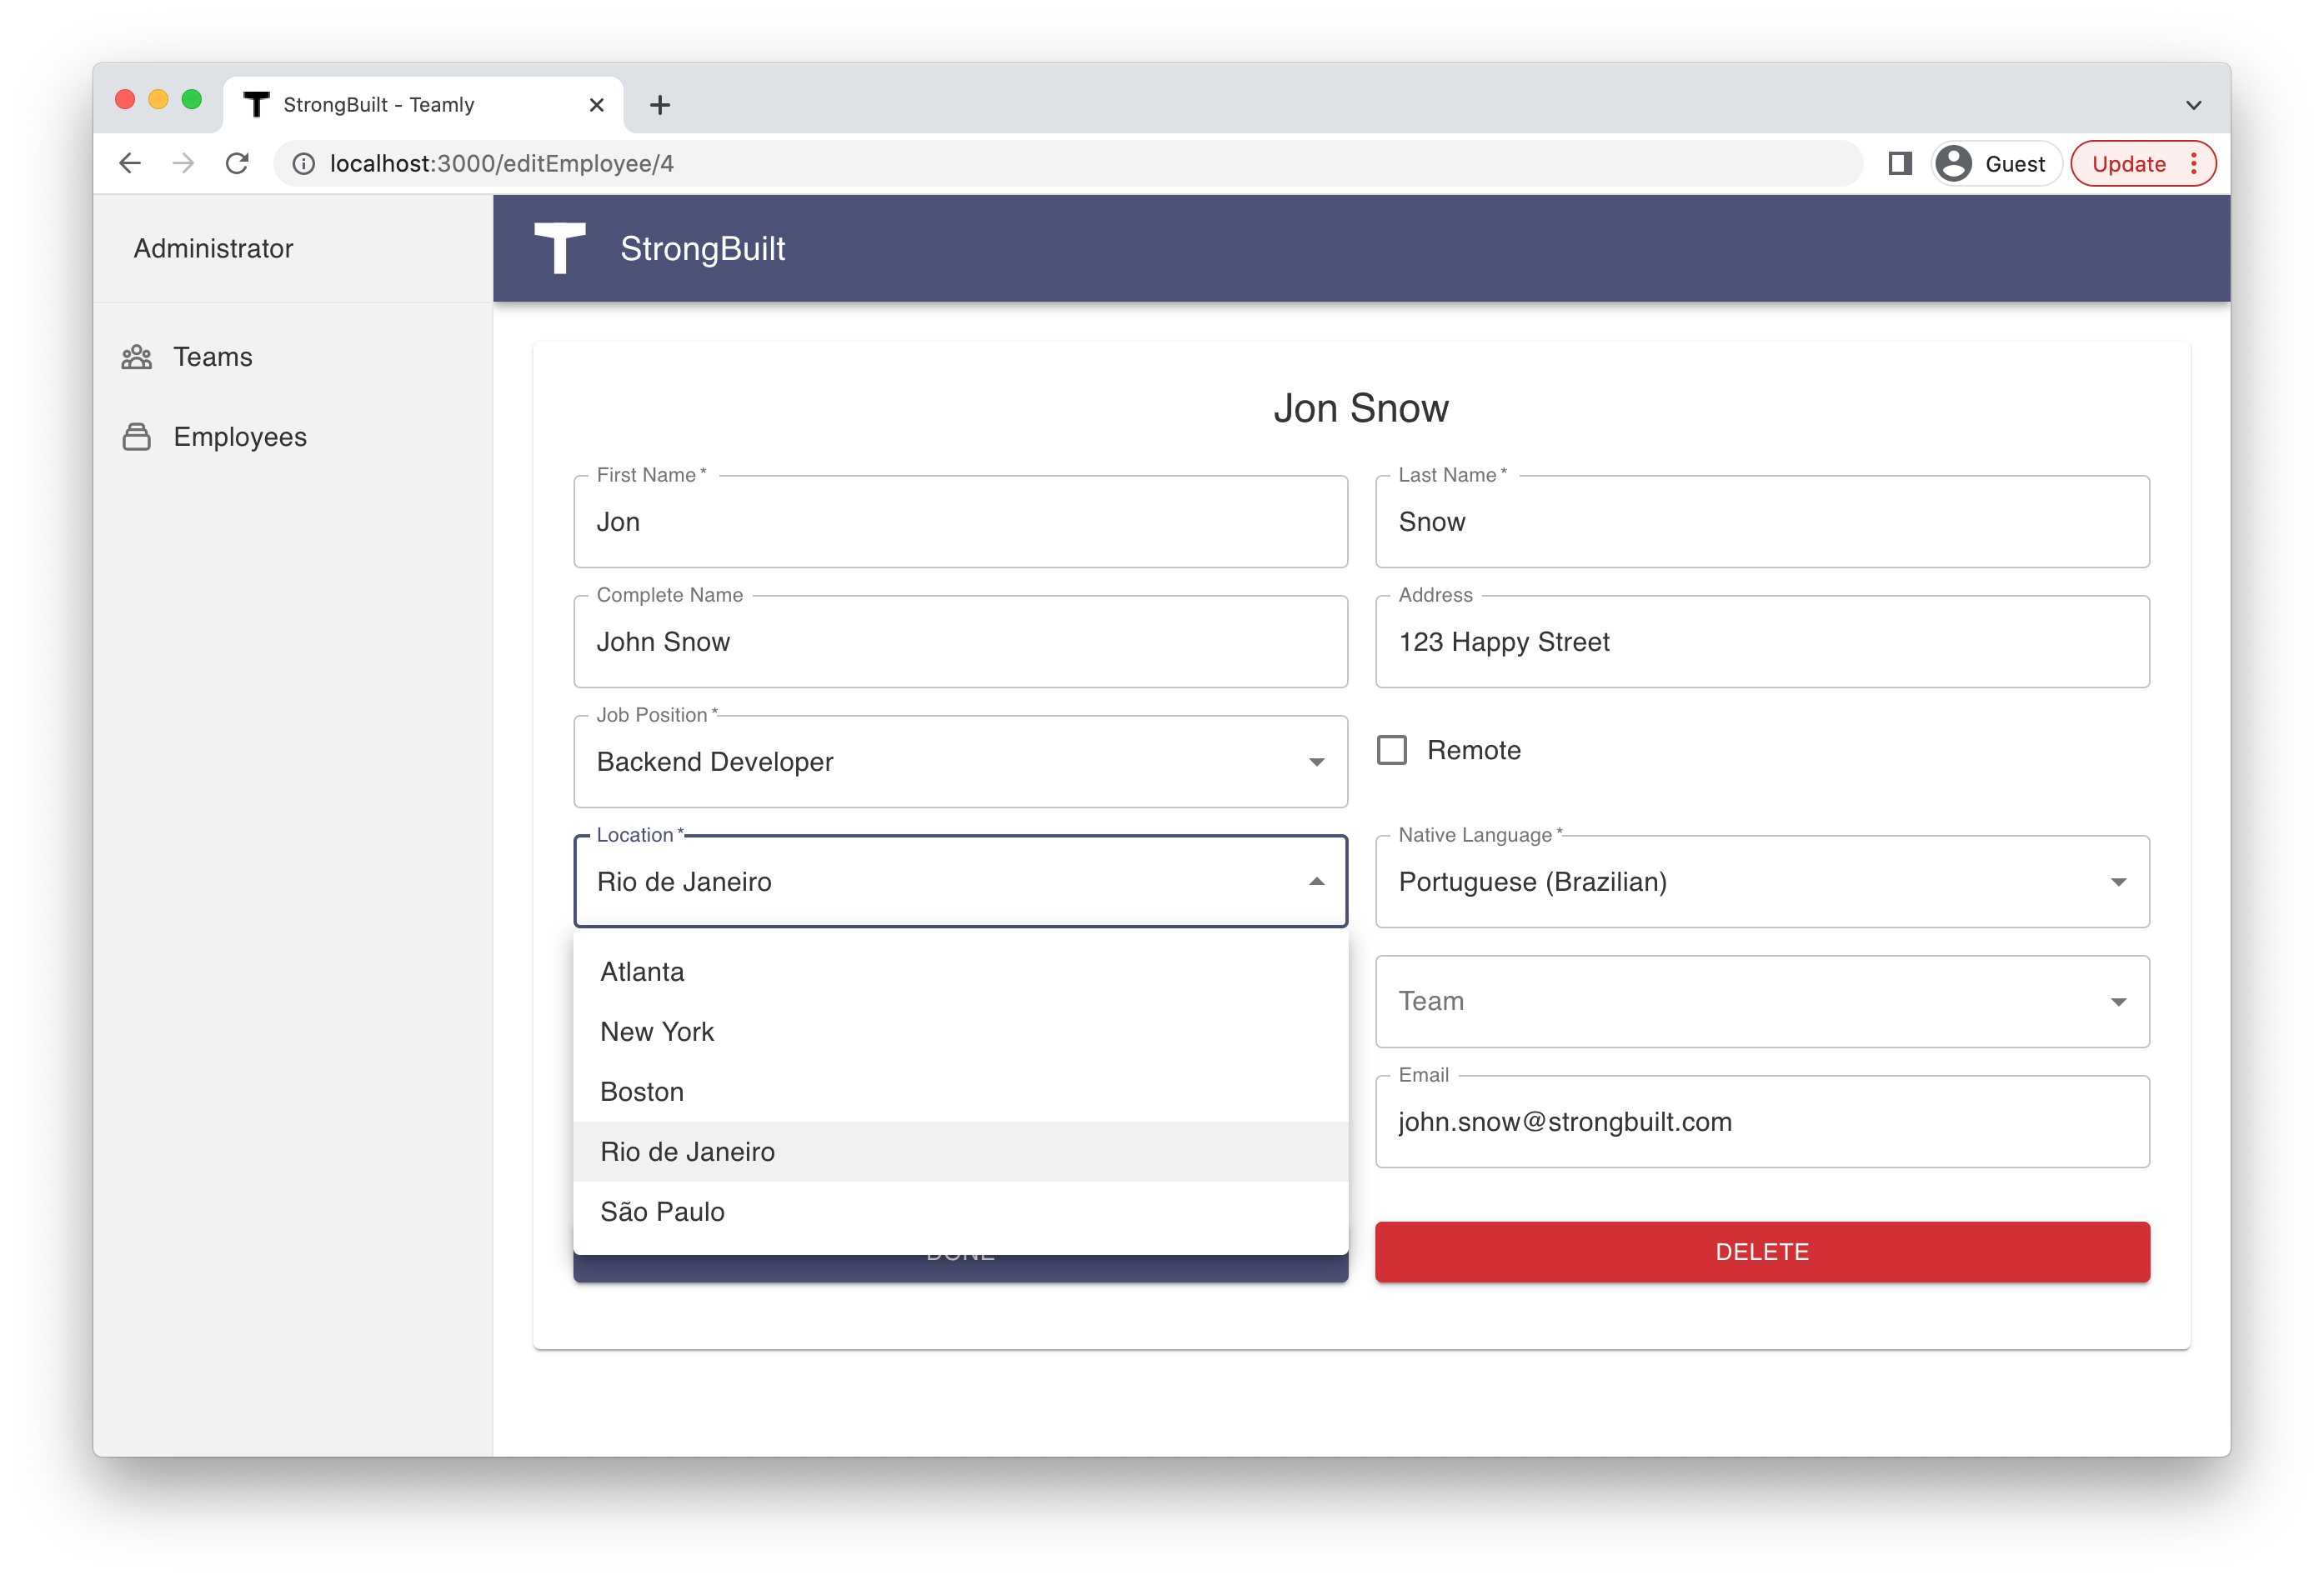 StrongBuilt - Teamly
localhost:3000/editEmployee/4
Guest
Update
Administrator
StrongBuilt
Teams
Employees
Jon Snow
First Name *
Jon
Last Name *
Snow
Complete Name
John Snow
Address
123 Happy Street
Job Position *
Backend Developer
Remote
Location *
Rio de Janeiro
Native Language *
Portuguese (Brazilian)
Atlanta
New York
Boston
Rio de Janeiro
São Paulo
Team
Email
john.snow@strongbuilt.com
DONE
DELETE